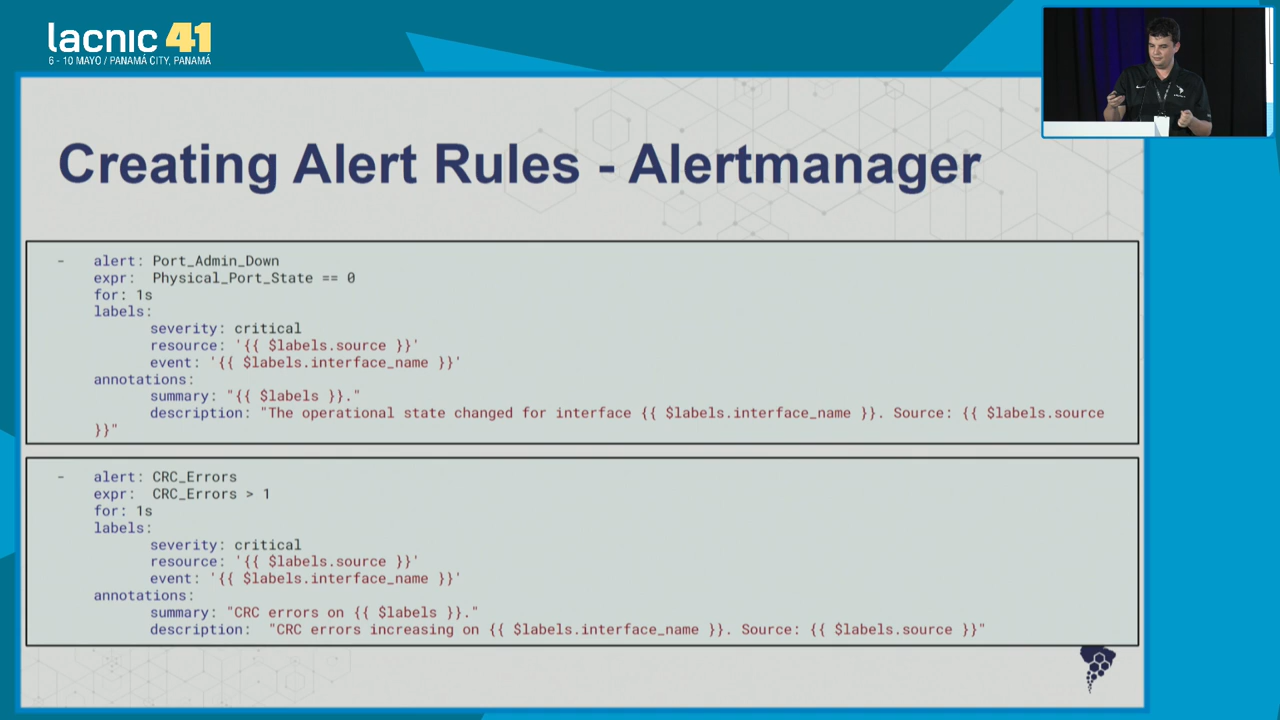 lacnic 41
6 - 10 MAYO / PANAMÁ CITY, PANAMÁ
Creating Alert Rules - Alertmanager
- alert: Port_Admin_Down
expr: Physical_Port_State == 0
for: 1s
labels:
severity: critical
resource: '{{ $labels.source }}'
event: '{{ $labels.interface_name }}'
annotations:
summary: "{{ $labels }}."
description: "The operational state changed for interface {{ $labels.interface_name }}. Source: {{ $labels.source
}}"
- alert: CRC_Errors
expr: CRC_Errors > 1
for: 1s
labels:
severity: critical
resource: '{{ $labels.source }}'
event: '{{ $labels.interface_name }}'
annotations:
summary: "CRC errors on {{ $labels }}."
description: "CRC errors increasing on {{ $labels.interface_name }}. Source: {{ $labels.source }}"